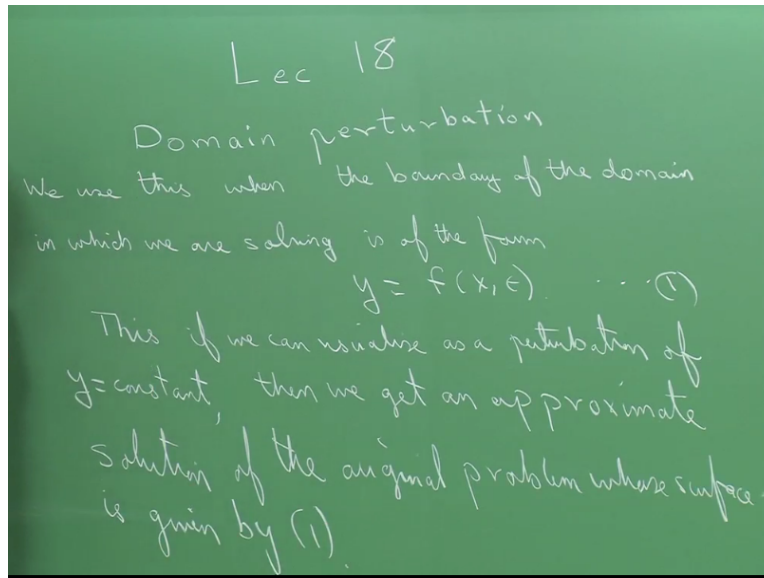 Lec 18
Domain perturbation
We use this when the boundary of the domain
in which we are solving is of the form
y = f(x, ϵ) ... (1)
This if we can visualise as a perturbation of
y = constant, then we get an approximate
solution of the original problem whose surface
is given by (1).